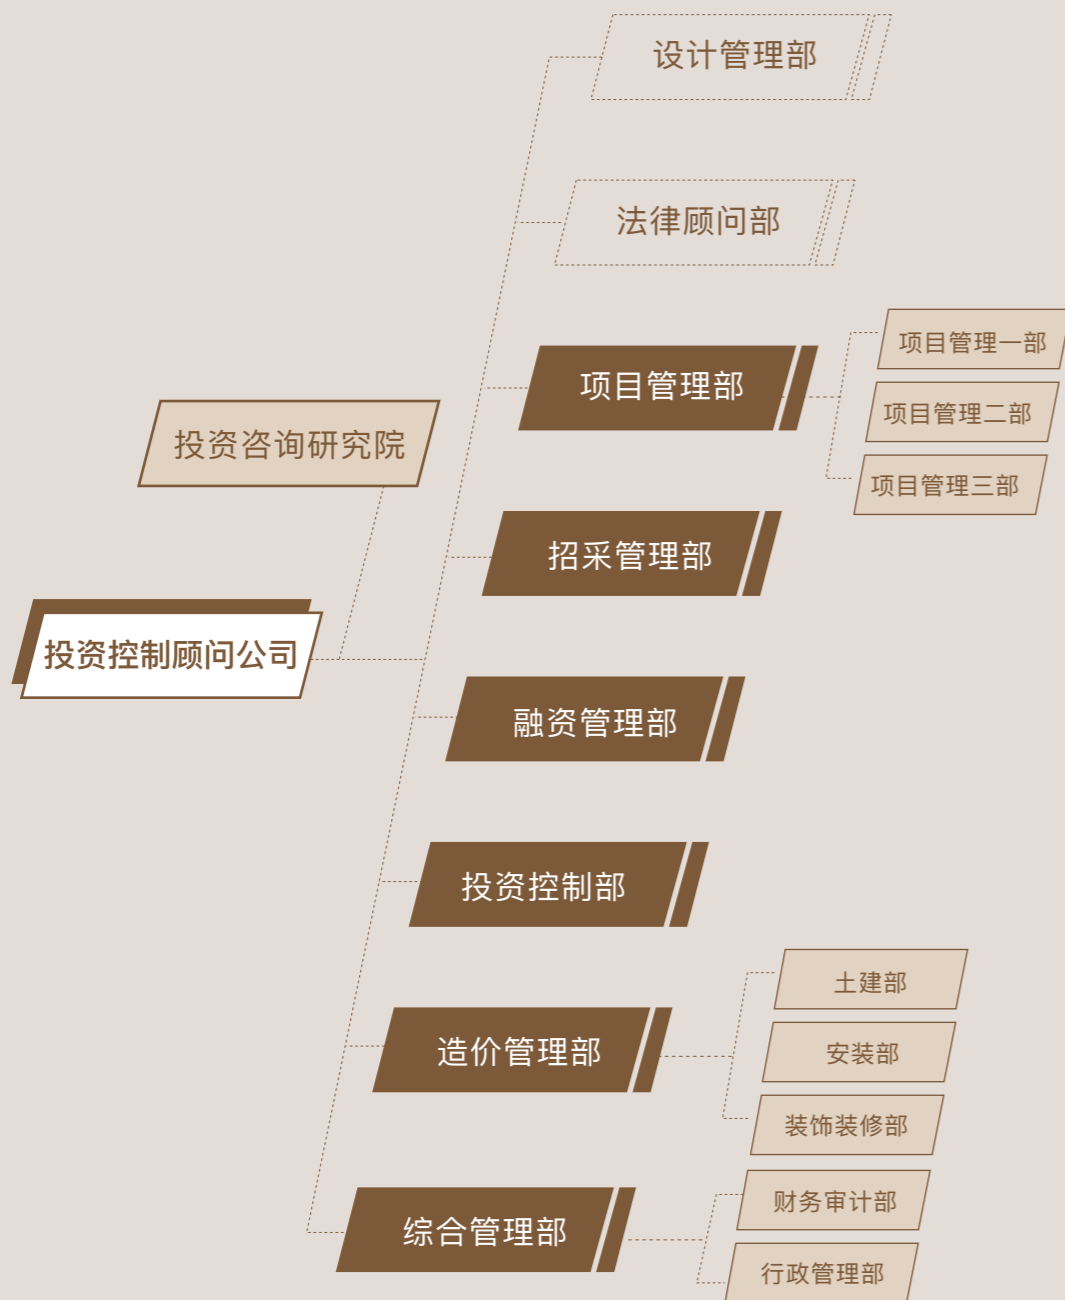 设计管理部
法律顾问部
项目管理部
项目管理一部
项目管理二部
项目管理三部
投资咨询研究院
招采管理部
投资控制顾问公司
融资管理部
投资控制部
造价管理部
土建部
安装部
装饰装修部
综合管理部
财务审计部
行政管理部